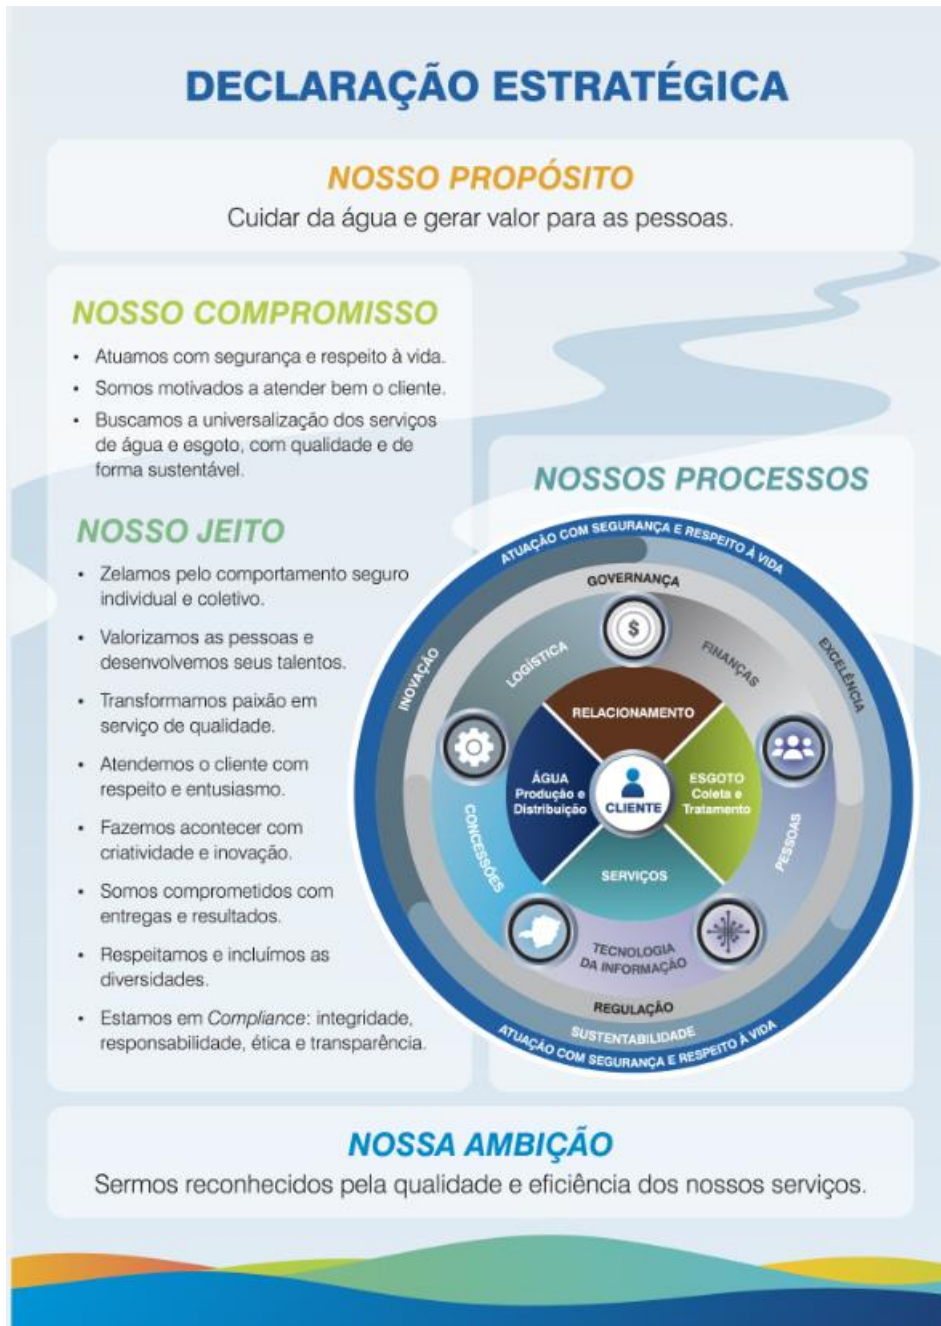 DECLARAÇÃO ESTRATÉGICA
NOSSO PROPÓSITO
Cuidar da água e gerar valor para as pessoas.
NOSSO COMPROMISSO
• Atuamos com segurança e respeito à vida.
• Somos motivados a atender bem o cliente.
• Buscamos a universalização dos serviços
de água e esgoto, com qualidade e de
forma sustentável.
NOSSO JEITO
• Zelamos pelo comportamento seguro
individual e coletivo.
• Valorizamos as pessoas e
desenvolvemos seus talentos.
• Transformamos paixão em
serviço de qualidade.
• Atendemos o cliente com
respeito e entusiasmo.
• Fazemos acontecer com
criatividade e inovação.
• Somos comprometidos com
entregas e resultados.
• Respeitamos e incluímos as
diversidades.
• Estamos em Compliance: integridade,
responsabilidade, ética e transparência.
NOSSOS PROCESSOS
ATUAÇÃO COM SEGURANÇA E RESPEITO À VIDA
GOVERNANÇA
INOVAÇÃO
EXCELÊNCIA
LOGÍSTICA
$
FINANÇAS
RELACIONAMENTO
ÁGUA
Produção e
Distribuição
CLIENTE
ESGOTO
Coleta e
Tratamento
CONCESSÕES
PESSOAS
SERVIÇOS
TECNOLOGIA
DA INFORMAÇÃO
REGULAÇÃO
SUSTENTABILIDADE
ATUAÇÃO COM SEGURANÇA E RESPEITO À VIDA
NOSSA AMBIÇÃO
Sermos reconhecidos pela qualidade e eficiência dos nossos serviços.